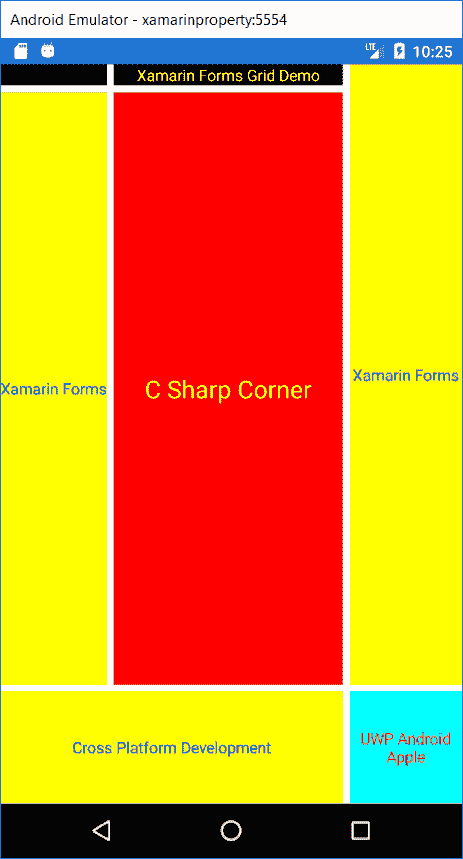 Android Emulator - xamarinproperty:5554
LTE 10:25
Xamarin Forms Grid Demo
Xamarin Forms
C Sharp Corner
Xamarin Forms
Cross Platform Development
UWP Android
Apple